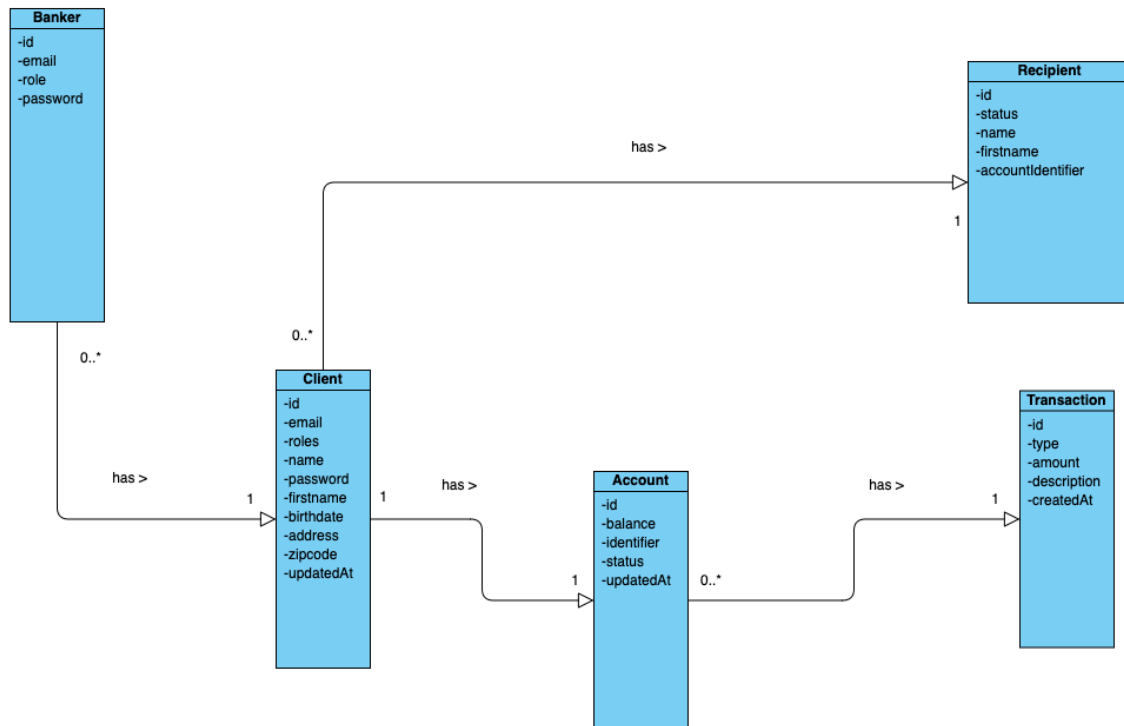 Banker
-id
-email
-role
-password
Recipient
-id
-status
-name
-firstname
-accountIdentifier
has >
1
0..*
0..*
Client
-id
-email
-roles
-name
-password
-firstname
-birthdate
-address
-zipcode
-updatedAt
has >
1
1
has >
1
Account
-id
-balance
-identifier
-status
-updatedAt
0..*
has >
1
Transaction
-id
-type
-amount
-description
-createdAt